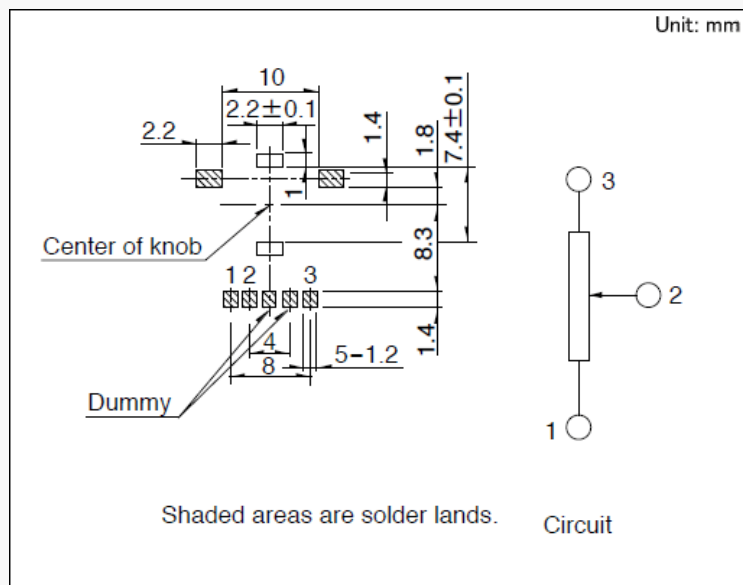 Unit: mm
10
2.2±0.1
2.2
1.4
1.8
7.4±0.1
1
3
Center of knob
2
8.3
1 2 3
4
5-1.2
1.4
8
Dummy
1
Shaded areas are solder lands.
Circuit